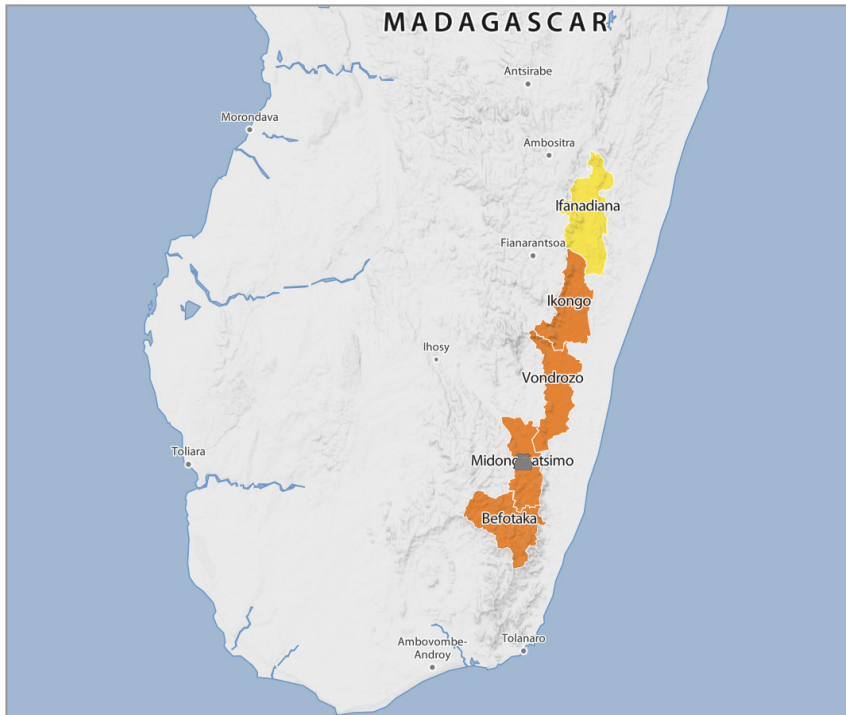 MADAGASCAR
Antsirabe
Morondava
Ambositra
Ifanadiana
Fianarantsoa
Ikongo
Ihosy
Vondrozo
Toliara
Befotaka
Ambovombe-
Androy
Tolanaro